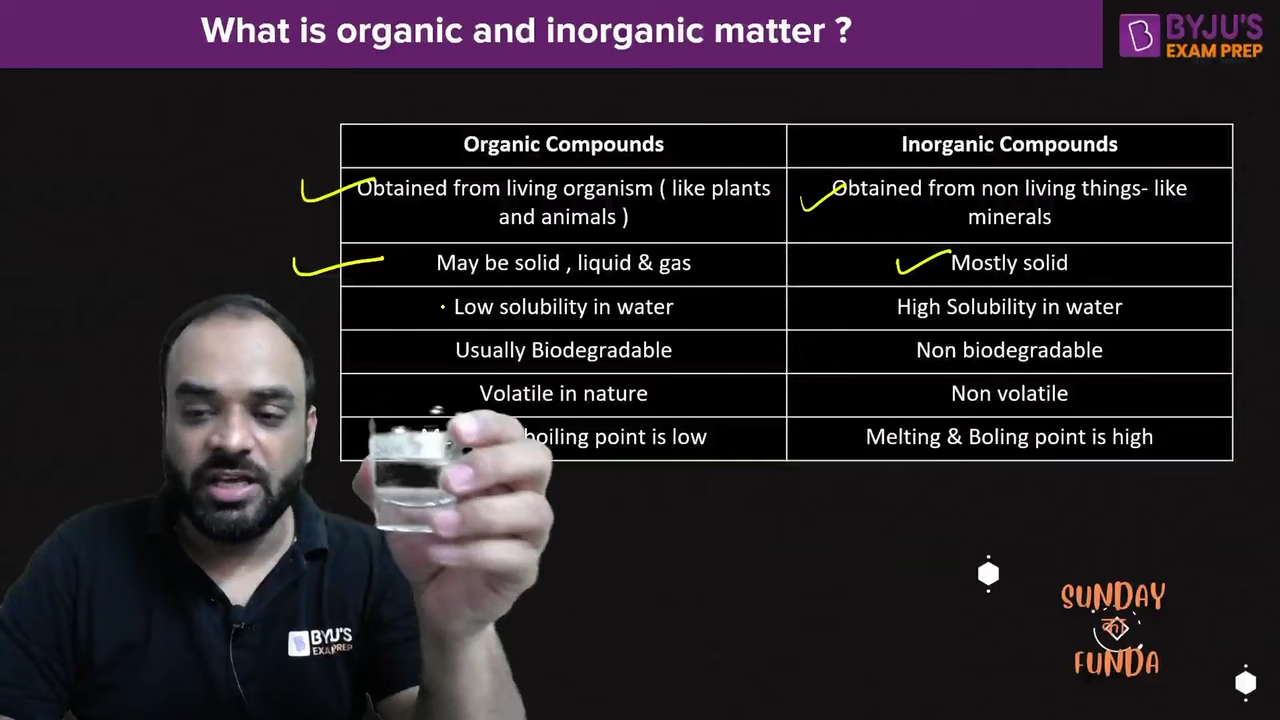 What is organic and inorganic matter ?
BYJU'S
EXAM PREP
Organic Compounds
Inorganic Compounds
Obtained from living organism ( like plants
and animals )
Obtained from non living things- like
minerals
May be solid , liquid & gas
Mostly solid
Low solubility in water
High Solubility in water
Usually Biodegradable
Non biodegradable
Volatile in nature
Non volatile
boiling point is low
Melting & Boling point is high
BYJU'S
EXAM PREP
SUNDAY
का
FUNDA